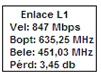 Enlace L1
Vel: 847 Mbps
Bopt: 635,25 MHz
Bele: 451,03 MHz
Pérd: 3,45 db